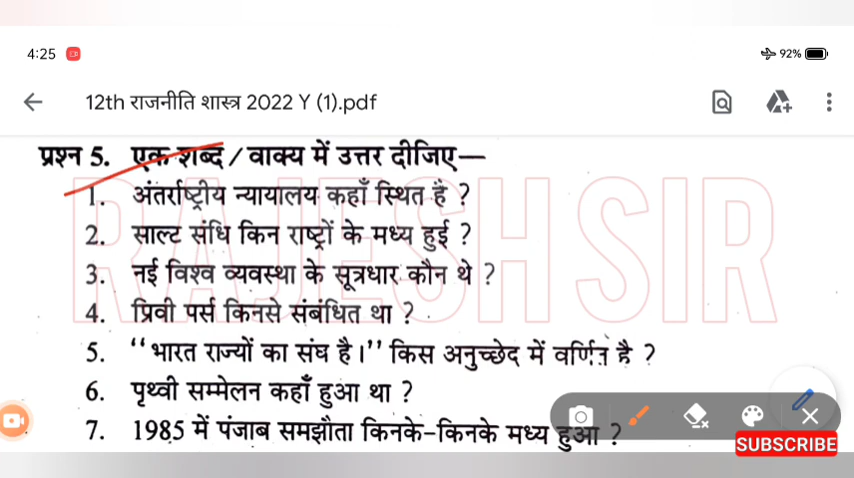 4:25 92%
12th राजनीति शास्त्र 2022 Y (1).pdf
प्रश्न 5. एक शब्द / वाक्य में उत्तर दीजिए—
1. अंतर्राष्ट्रीय न्यायालय कहाँ स्थित है ?
2. साल्ट संधि किन राष्ट्रों के मध्य हुई ?
3. नई विश्व व्यवस्था के सूत्रधार कौन थे ?
4. प्रिवी पर्स किनसे संबंधित था ?
5. "भारत राज्यों का संघ है।" किस अनुच्छेद में वर्णित है ?
6. पृथ्वी सम्मेलन कहाँ हुआ था ?
7. 1985 में पंजाब समझौता किनके-किनके मध्य हुआ ?
RAJESH SIR
SUBSCRIBE